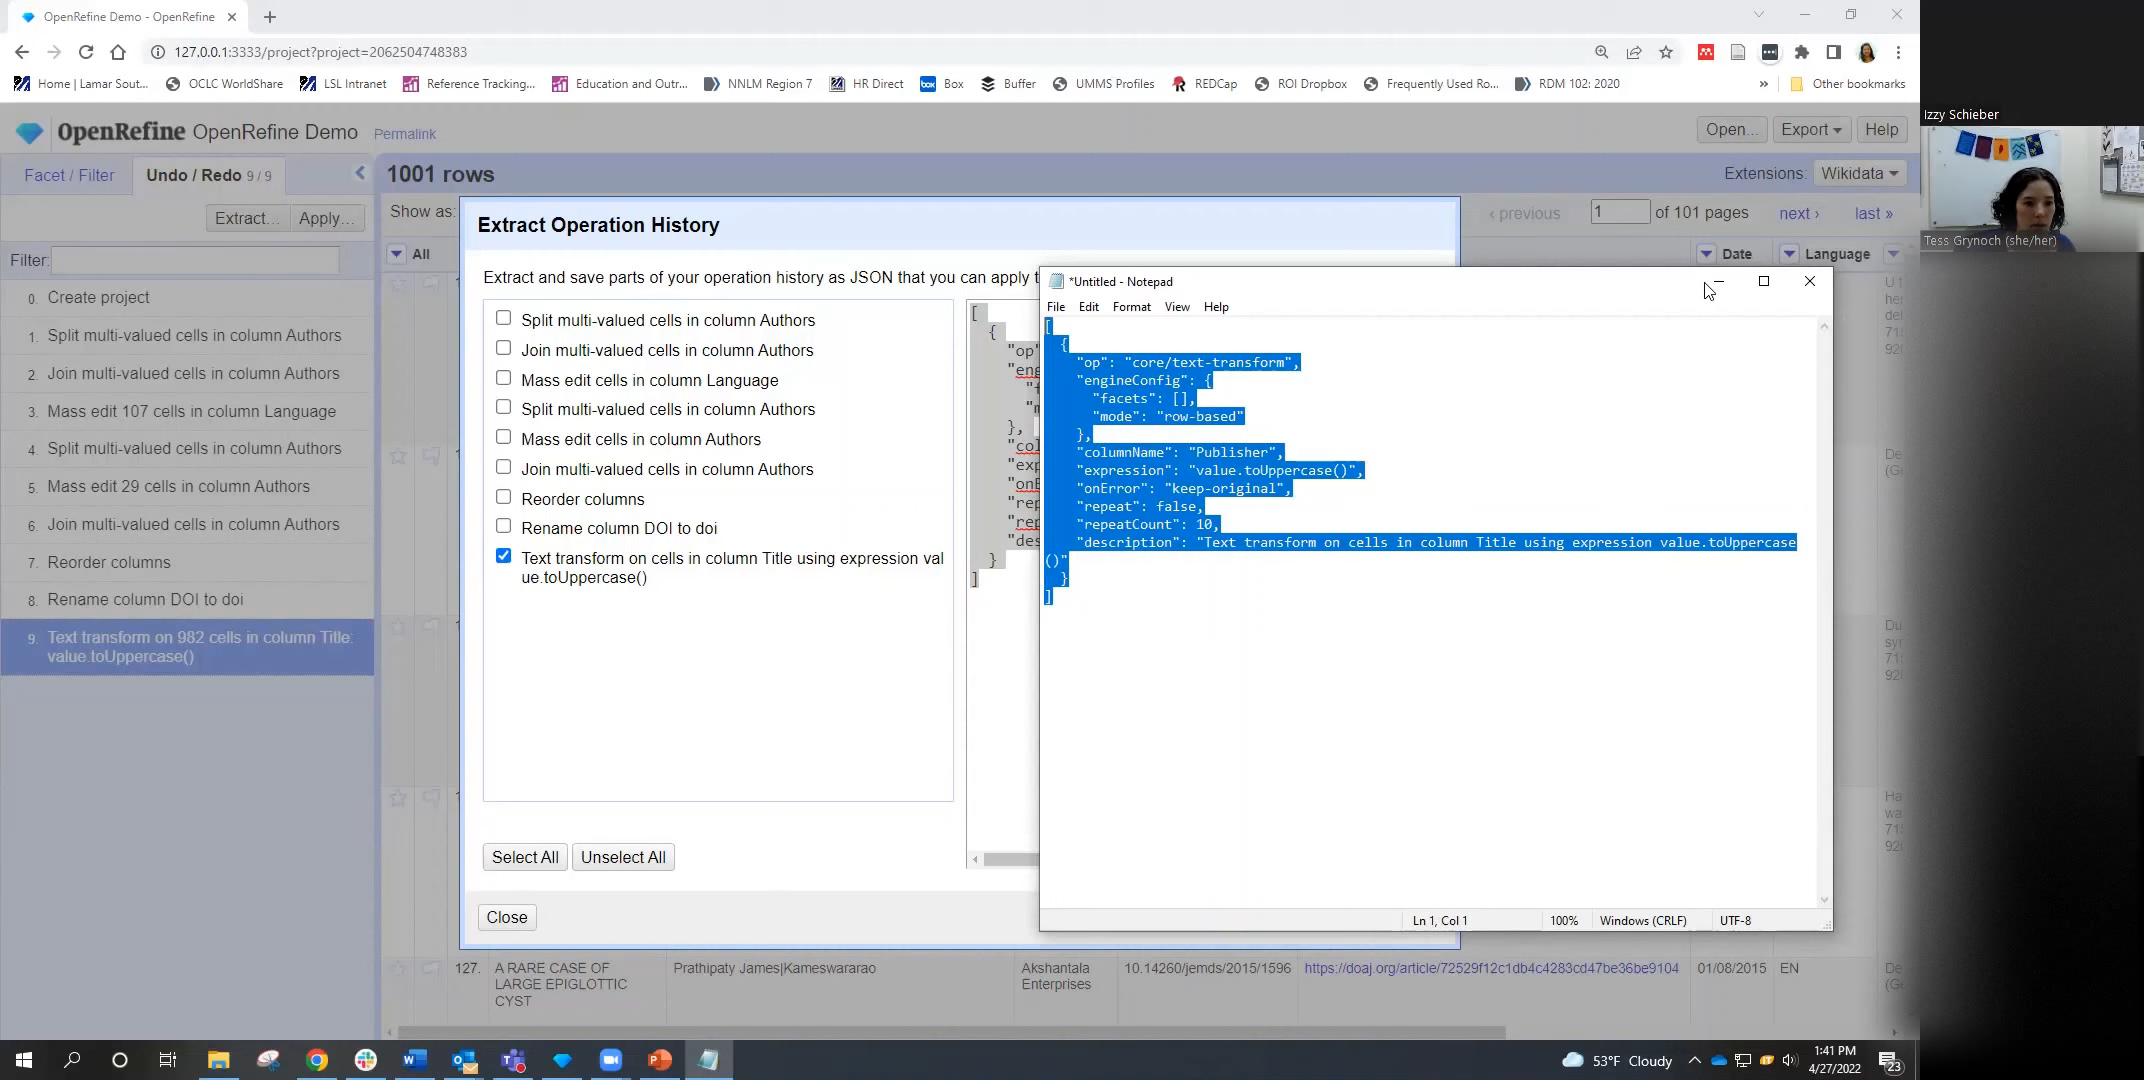 OpenRefine Demo - OpenRefine
127.0.0.1:3333/project?project=2062504748383
Home | Lamar Sout... OCLC WorldShare LSL Intranet Reference Tracking... Education and Outr... NNLM Region 7 HR Direct Box Buffer UMMS Profiles REDCap ROI Dropbox Frequently Used Ro... RDM 102: 2020 » Other bookmarks
Izzy Schieber
OpenRefine OpenRefine Demo Permalink
Open... Export Help
Facet / Filter Undo / Redo 9 / 9
1001 rows
Extensions: Wikidata
Extract... Apply...
Show as:
‹ previous 1 of 101 pages next › last »
Tess Grynoch (she/her)
Filter:
All
Date Language
0. Create project
1. Split multi-valued cells in column Authors
2. Join multi-valued cells in column Authors
3. Mass edit 107 cells in column Language
4. Split multi-valued cells in column Authors
5. Mass edit 29 cells in column Authors
6. Join multi-valued cells in column Authors
7. Reorder columns
8. Rename column DOI to doi
9. Text transform on 982 cells in column Title:
value.toUppercase()
Extract Operation History
Extract and save parts of your operation history as JSON that you can apply t
Split multi-valued cells in column Authors
Join multi-valued cells in column Authors
Mass edit cells in column Language
Split multi-valued cells in column Authors
Mass edit cells in column Authors
Join multi-valued cells in column Authors
Reorder columns
Rename column DOI to doi
Text transform on cells in column Title using expression val
ue.toUppercase()
[
{
"op"
"eng
"f
"m
},
"col
"exp
"onE
"rep
"rep
"des
}
]
Select All Unselect All
Close
*Untitled - Notepad
File Edit Format View Help
[
{
"op": "core/text-transform",
"engineConfig": {
"facets": [],
"mode": "row-based"
},
"columnName": "Publisher",
"expression": "value.toUppercase()",
"onError": "keep-original",
"repeat": false,
"repeatCount": 10,
"description": "Text transform on cells in column Title using expression value.toUppercase
()"
}
]
Ln 1, Col 1 100% Windows (CRLF) UTF-8
127. A RARE CASE OF
LARGE EPIGLOTTIC
CYST
Prathipaty James|Kameswararao
Akshantala
Enterprises
10.14260/jemds/2015/1596
https://doaj.org/article/72529f12c1db4c4283cd47be36be9104
01/08/2015
EN
De
(Ge
53°F Cloudy
1:41 PM
4/27/2022
23